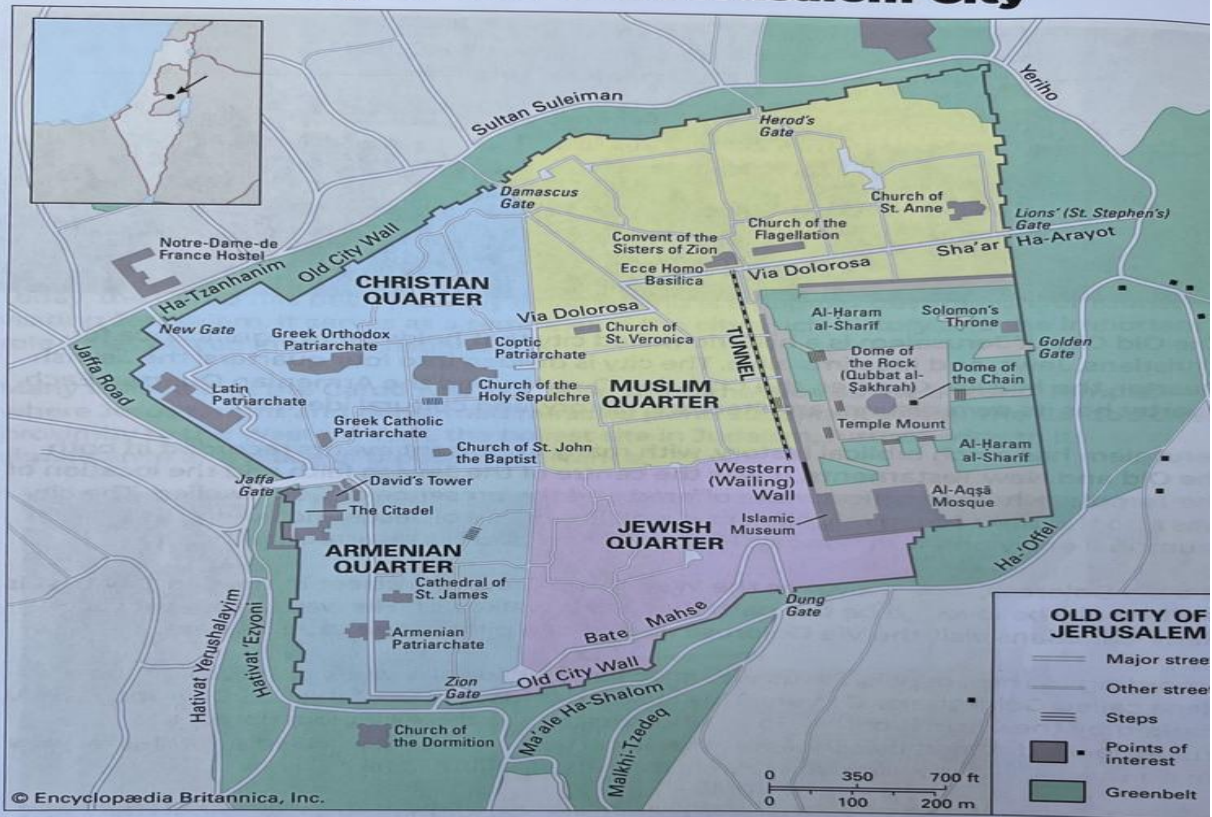 City
Sultan Suleiman
Yeriho
Herod's
Gate
Damascus
Gate
Church of
St. Anne
Lions' (St. Stephen's)
Gate
Notre-Dame-de
France Hostel
Ha-Tzanhanim
Old City Wall
Convent of the
Sisters of Zion
Church of the
Flagellation
Sha'ar Ha-Arayot
Ecce Homo
Basilica
Via Dolorosa
CHRISTIAN
QUARTER
New Gate
Via Dolorosa
TUNNEL
Al-Ḥaram
al-Sharīf
Solomon's
Throne
Jaffa Road
Greek Orthodox
Patriarchate
Coptic
Patriarchate
Church of
St. Veronica
Golden
Gate
Dome of
the Rock
(Qubbat al-
Ṣakhrah)
Dome of
the Chain
Latin
Patriarchate
Church of the
Holy Sepulchre
MUSLIM
QUARTER
Temple Mount
Greek Catholic
Patriarchate
Church of St. John
the Baptist
Al-Ḥaram
al-Sharīf
Jaffa
Gate
David's Tower
The Citadel
Western
(Wailing)
Wall
Al-Aqṣā
Mosque
Islamic
Museum
JEWISH
QUARTER
ARMENIAN
QUARTER
Cathedral of
St. James
Armenian
Patriarchate
Ha-'Offel
Dung
Gate
Bate Mahse
Old City Wall
Zion
Gate
Hativat Yerushalayim
Hativat 'Ezyoni
Church of
the Dormition
Ma'ale Ha-Shalom
Malkhi-Tzedeq
OLD CITY OF
JERUSALEM
Major stree
Other street
Steps
Points of
interest
Greenbelt
0 350 700 ft
0 100 200 m
© Encyclopædia Britannica, Inc.